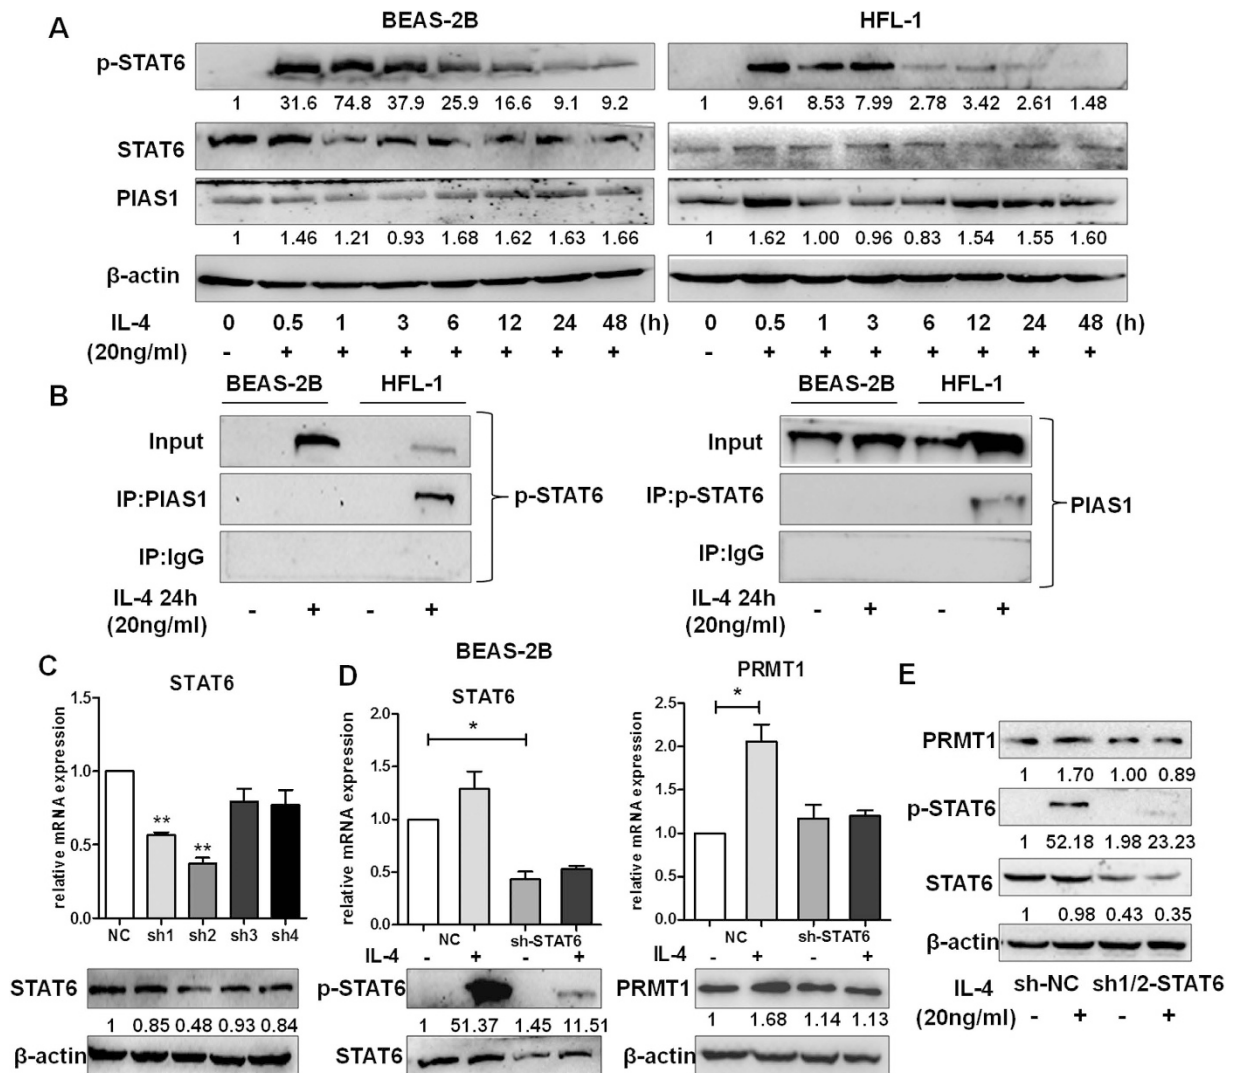 A
BEAS-2B
HFL-1
p-STAT6
1 31.6 74.8 37.9 25.9 16.6 9.1 9.2
1 9.61 8.53 7.99 2.78 3.42 2.61 1.48
STAT6
PIAS1
1 1.46 1.21 0.93 1.68 1.62 1.63 1.66
1 1.62 1.00 0.96 0.83 1.54 1.55 1.60
β-actin
IL-4 0 0.5 1 3 6 12 24 48 (h) 0 0.5 1 3 6 12 24 48 (h)
(20ng/ml) - + + + + + + + - + + + + + + +
B
BEAS-2B HFL-1
Input
IP:PIAS1
p-STAT6
IP:IgG
IL-4 24h - + - +
(20ng/ml)
BEAS-2B HFL-1
Input
IP:p-STAT6
PIAS1
IP:IgG
IL-4 24h - + - +
(20ng/ml)
C
STAT6
relative mRNA expression
1.5
1.0
0.5
0.0
**
**
NC sh1 sh2 sh3 sh4
STAT6
1 0.85 0.48 0.93 0.84
β-actin
BEAS-2B
D
STAT6
relative mRNA expression
2.0
1.5
1.0
0.5
0.0
*
NC sh-STAT6
IL-4 - + - +
p-STAT6
1 51.37 1.45 11.51
STAT6
PRMT1
relative mRNA expression
2.5
2.0
1.5
1.0
0.5
0.0
*
NC sh-STAT6
IL-4 - + - +
PRMT1
1 1.68 1.14 1.13
β-actin
E
PRMT1
1 1.70 1.00 0.89
p-STAT6
1 52.18 1.98 23.23
STAT6
1 0.98 0.43 0.35
β-actin
IL-4 sh-NC sh1/2-STAT6
(20ng/ml) - + - +